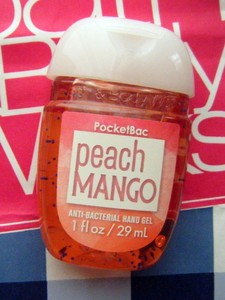 PocketBac
peach
MANGO
ANTI-BACTERIAL HAND GEL
1 fl oz / 29 mL